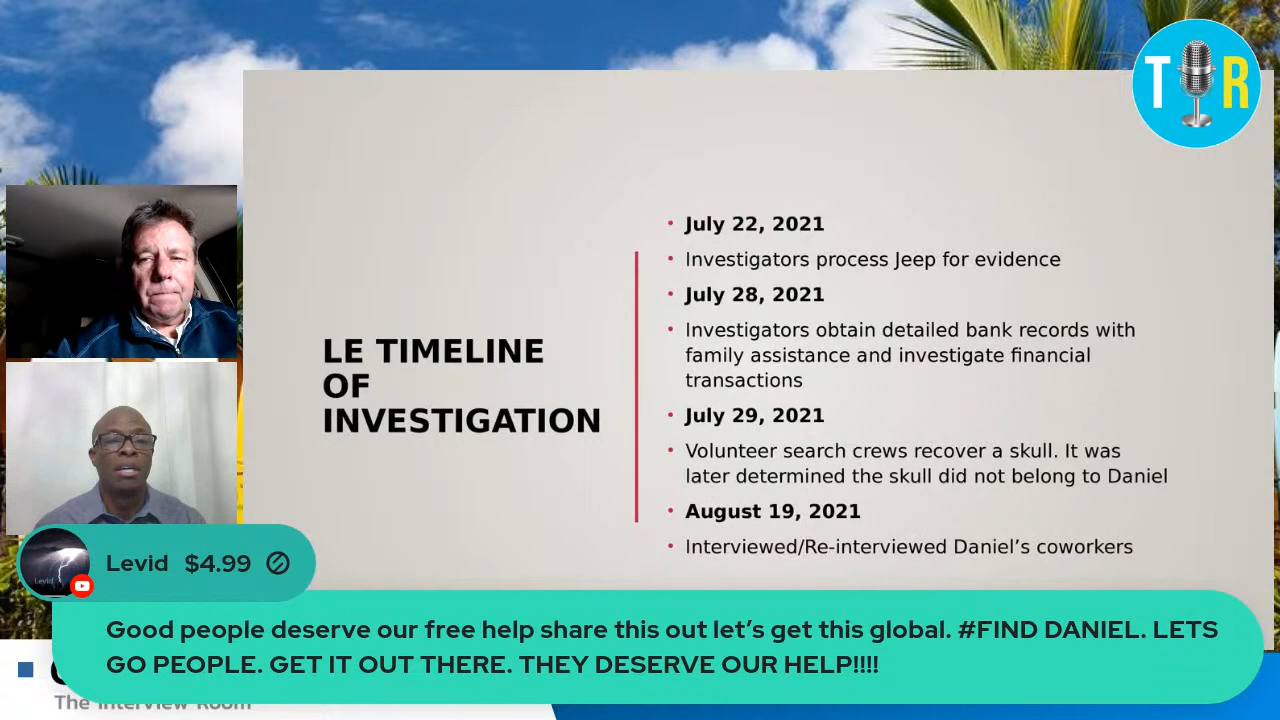 T R
LE TIMELINE
OF
INVESTIGATION
• July 22, 2021
• Investigators process Jeep for evidence
• July 28, 2021
• Investigators obtain detailed bank records with
family assistance and investigate financial
transactions
• July 29, 2021
• Volunteer search crews recover a skull. It was
later determined the skull did not belong to Daniel
• August 19, 2021
• Interviewed/Re-interviewed Daniel’s coworkers
Levid
Levid $4.99
Good people deserve our free help share this out let’s get this global. #FIND DANIEL. LETS
GO PEOPLE. GET IT OUT THERE. THEY DESERVE OUR HELP!!!!
The Interview Room